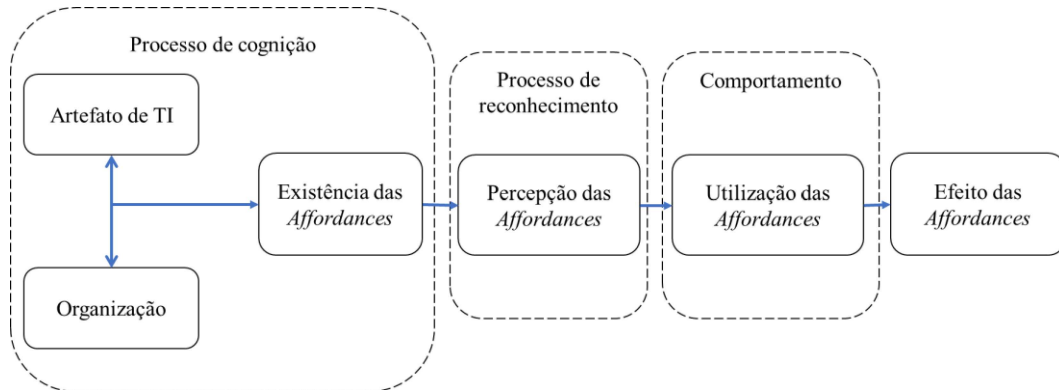 Processo de cognição
Artefato de TI
Organização
Existência das
Affordances
Processo de
reconhecimento
Percepção das
Affordances
Comportamento
Utilização das
Affordances
Efeito das
Affordances